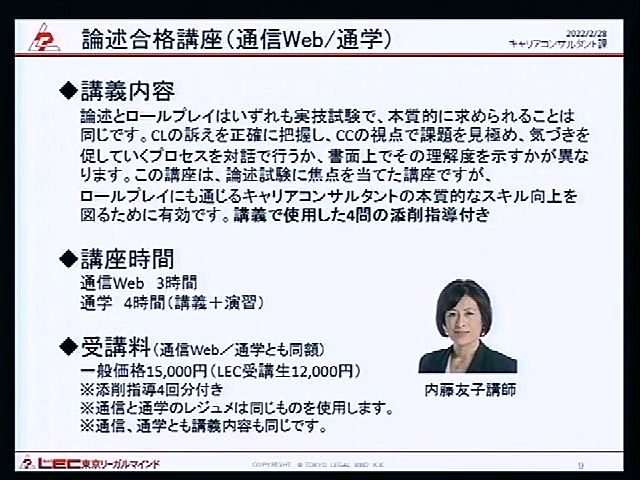 論述合格講座（通信Web/通学）
2022/2/28
キャリアコンサルタント課
◆講義内容
論述とロールプレイはいずれも実技試験で、本質的に求められることは
同じです。CLの訴えを正確に把握し、CCの視点で課題を見極め、気づきを
促していくプロセスを対話で行うか、書面上でその理解度を示すかが異な
ります。この講座は、論述試験に焦点を当てた講座ですが、
ロールプレイにも通じるキャリアコンサルタントの本質的なスキル向上を
図るために有効です。講義で使用した4問の添削指導付き
◆講座時間
通信Web　3時間
通学　4時間（講義＋演習）
◆受講料（通信Web／通学とも同額）
一般価格15,000円（LEC受講生12,000円）
※添削指導4回分付き
※通信と通学のレジュメは同じものを使用します。
※通信、通学とも講義内容も同じです。
内藤友子講師
LEC東京リーガルマインド
COPYRIGHT © TOKYO LEGAL MIND K.K.
9